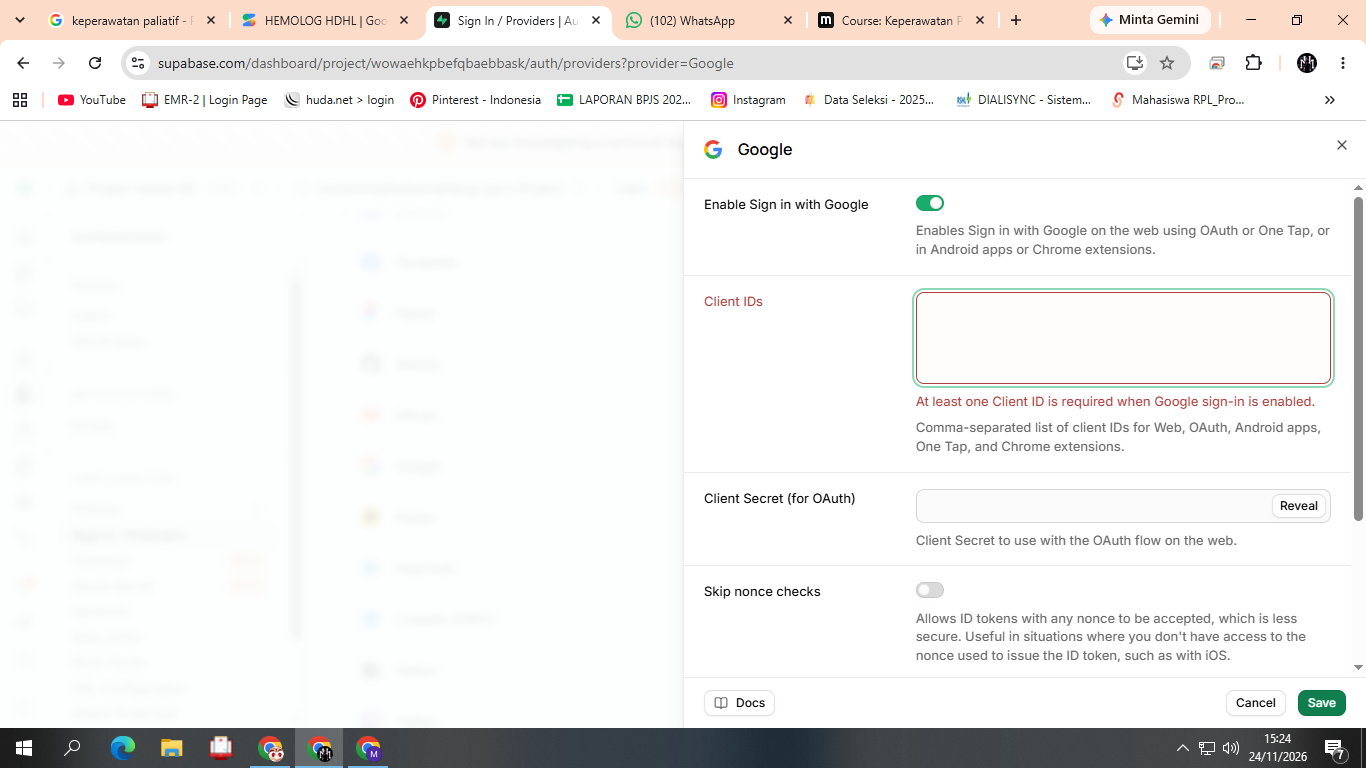 keperawatan paliatif - P
HEMOLOG HDHL | Goo
Sign In / Providers | Au
(102) WhatsApp
Course: Keperawatan P
Minta Gemini
supabase.com/dashboard/project/wowaehkpbefqbaebbask/auth/providers?provider=Google
YouTube
EMR-2 | Login Page
huda.net > login
Pinterest - Indonesia
LAPORAN BPJS 202...
Instagram
Data Seleksi - 2025...
DIALISYNC - Sistem...
Mahasiswa RPL_Pro...
Google
Enable Sign in with Google
Enables Sign in with Google on the web using OAuth or One Tap, or
in Android apps or Chrome extensions.
Client IDs
At least one Client ID is required when Google sign-in is enabled.
Comma-separated list of client IDs for Web, OAuth, Android apps,
One Tap, and Chrome extensions.
Client Secret (for OAuth)
Reveal
Client Secret to use with the OAuth flow on the web.
Skip nonce checks
Allows ID tokens with any nonce to be accepted, which is less
secure. Useful in situations where you don't have access to the
nonce used to issue the ID token, such as with iOS.
Docs
Cancel
Save
M
15:24
24/11/2026
7